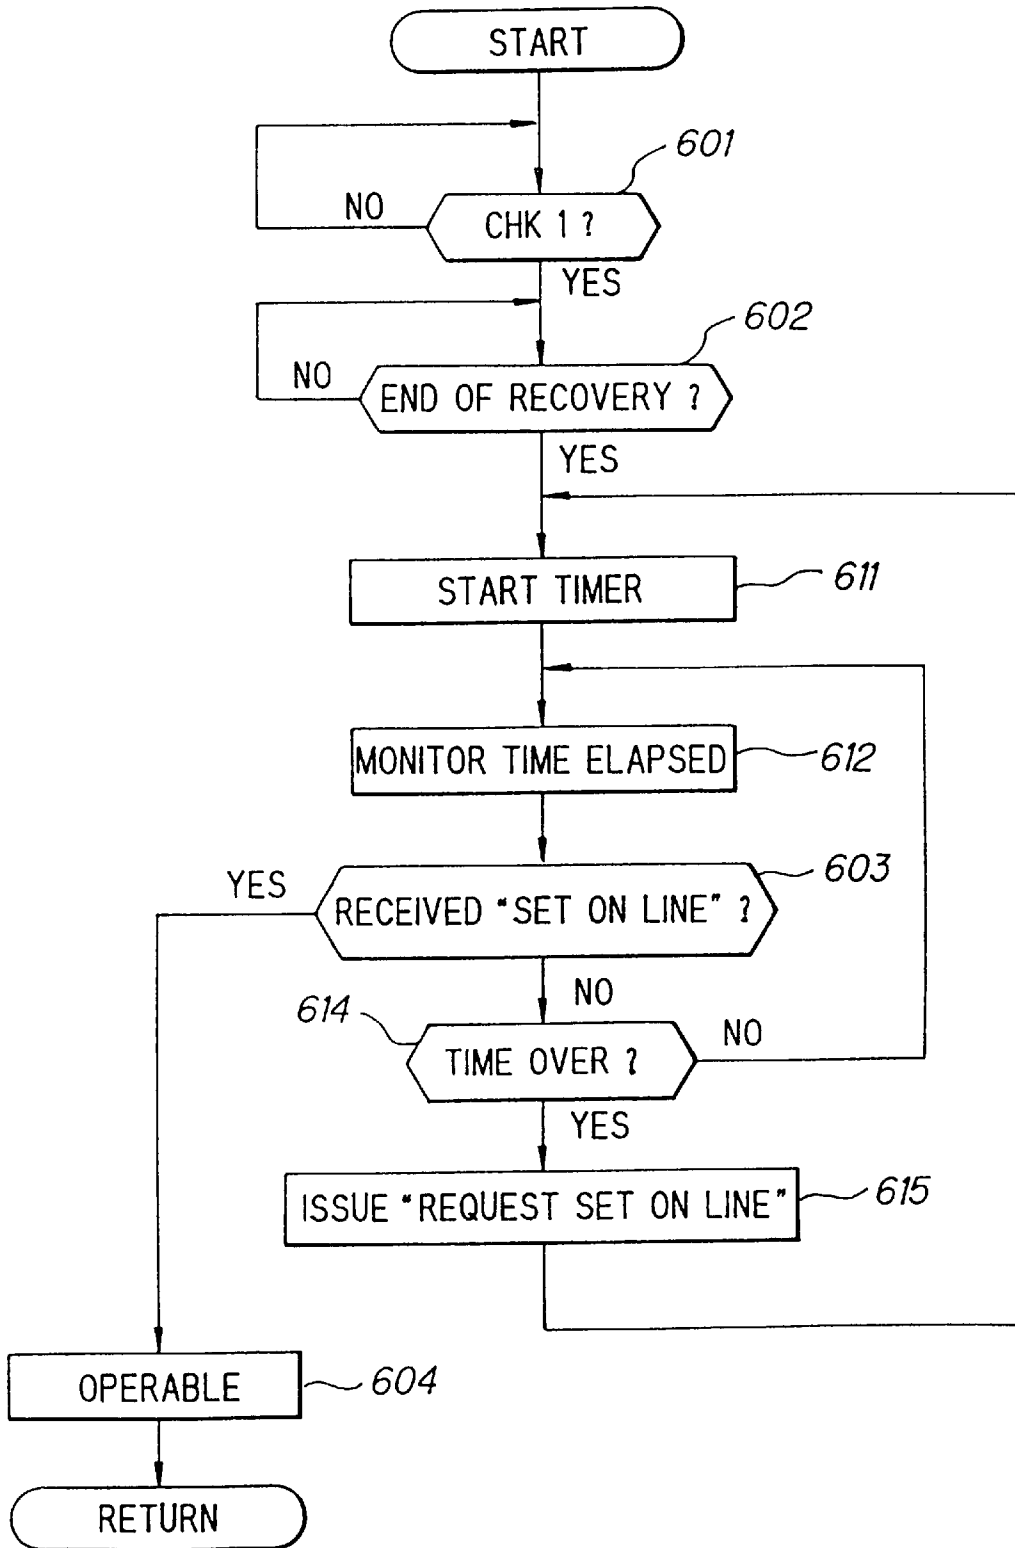 START
601
NO
CHK 1 ?
YES
602
NO
END OF RECOVERY ?
YES
START TIMER
611
MONITOR TIME ELAPSED
612
603
YES
RECEIVED "SET ON LINE" ?
NO
614
NO
TIME OVER ?
YES
ISSUE "REQUEST SET ON LINE"
615
OPERABLE
604
RETURN